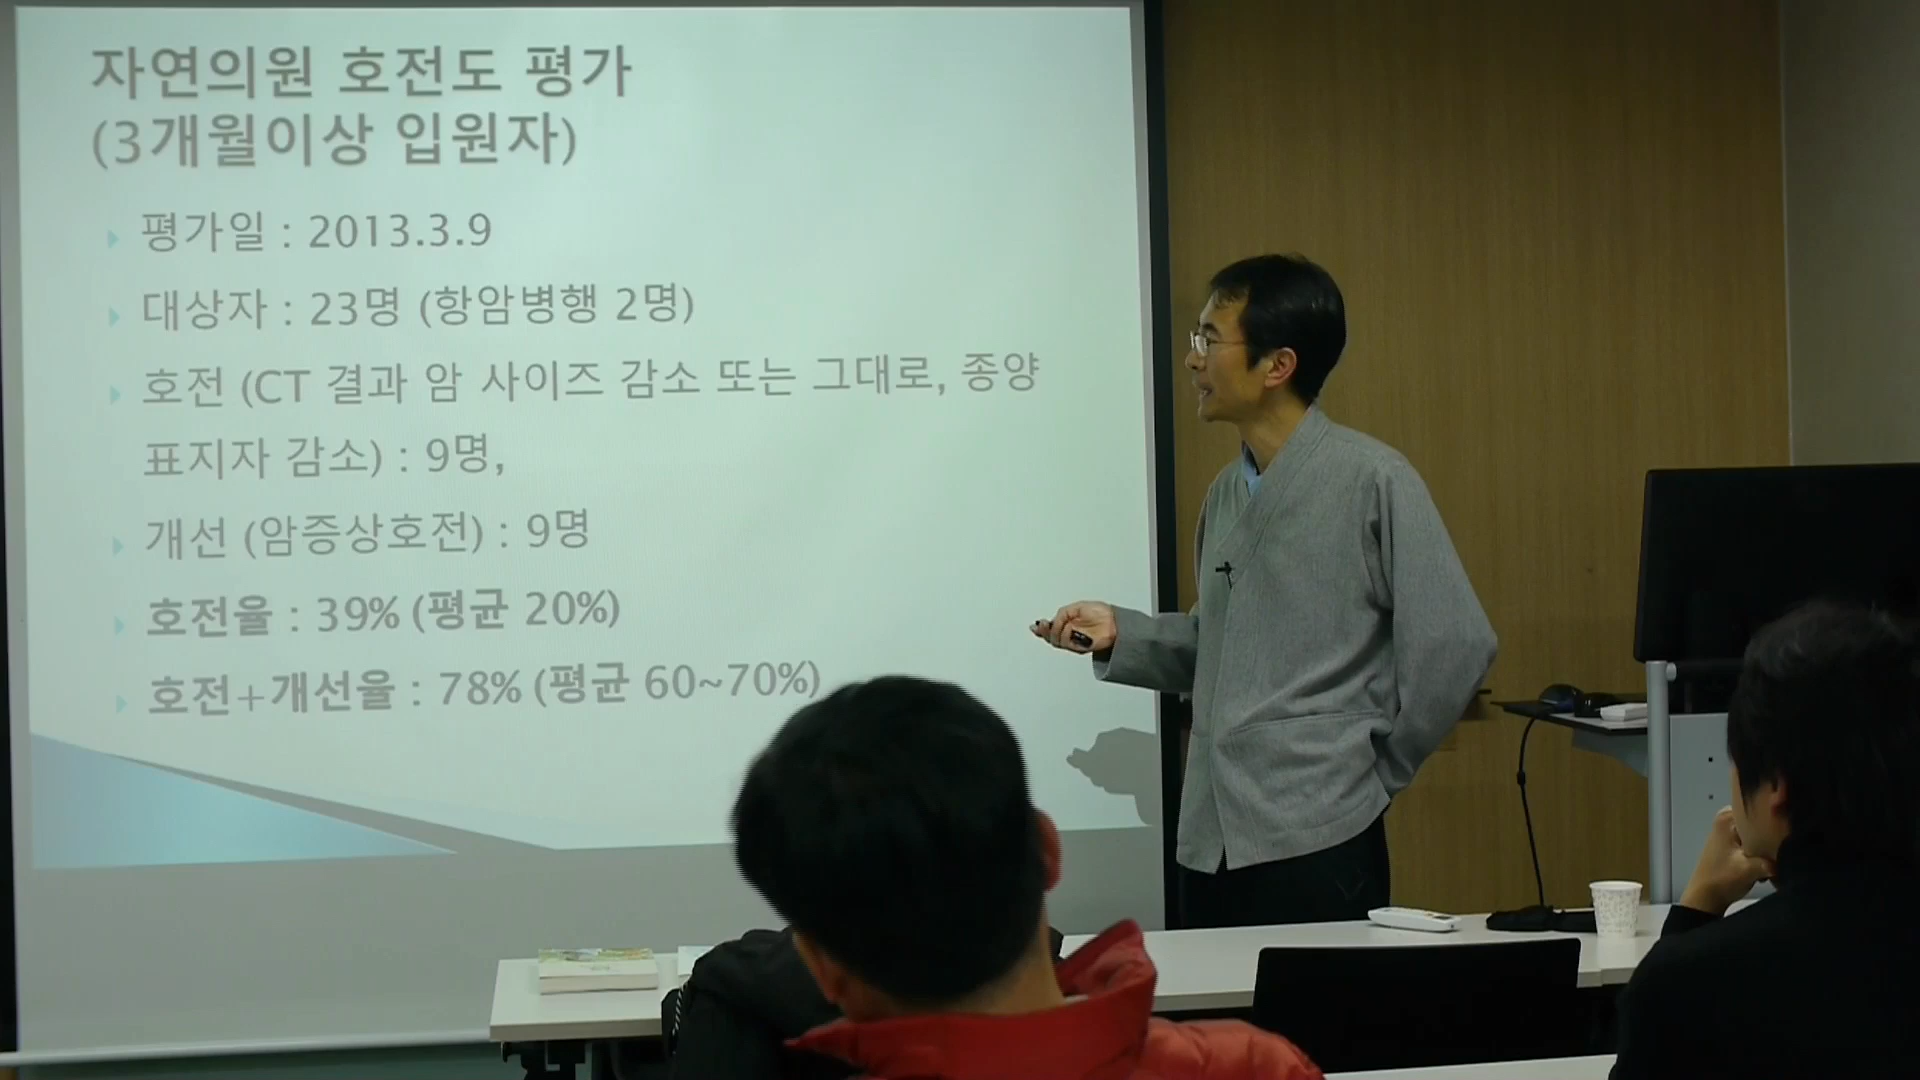 자연의원 호전도 평가
(3개월이상 입원자)
평가일 : 2013.3.9
대상자 : 23명 (항암병행 2명)
호전 (CT 결과 암 사이즈 감소 또는 그대로, 종양
표지자 감소) : 9명,
개선 (암증상호전) : 9명
호전율 : 39% (평균 20%)
호전+개선율 : 78% (평균 60~70%)